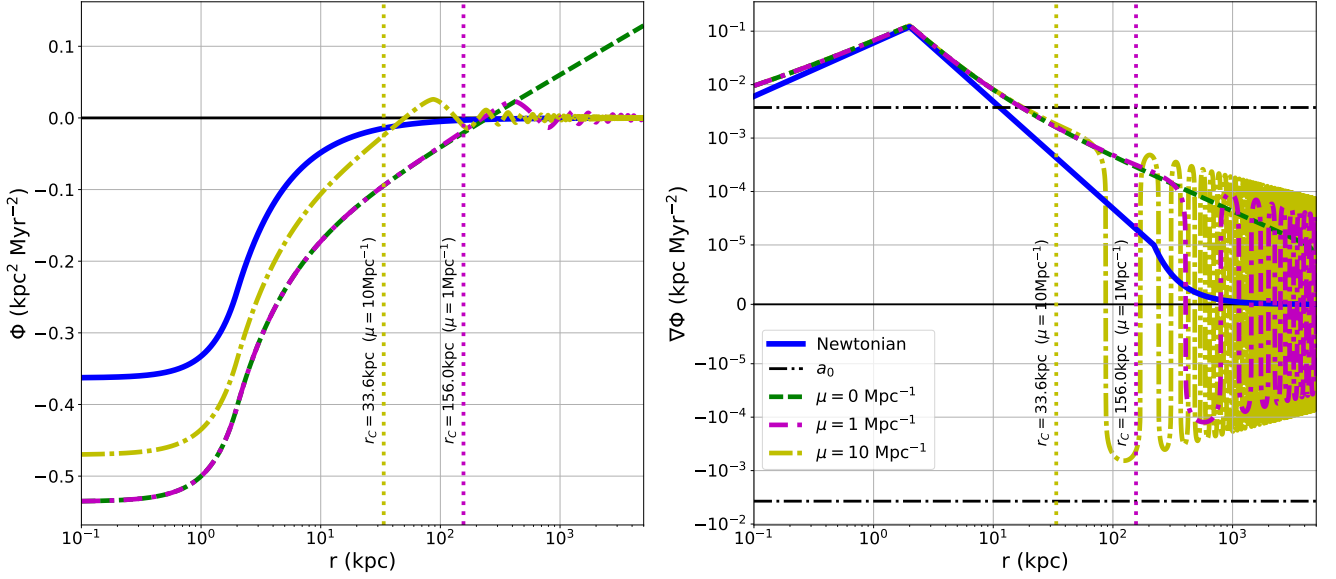 Φ (kpc² Myr⁻²)
0.1
0.0
−0.1
−0.2
−0.3
−0.4
−0.5
r_C = 33.6kpc (μ = 10Mpc⁻¹)
r_C = 156.0kpc (μ = 1Mpc⁻¹)
10⁻¹ 10⁰ 10¹ 10² 10³
r (kpc)
∇Φ (kpc Myr⁻²)
10⁻¹
10⁻²
10⁻³
10⁻⁴
10⁻⁵
0
−10⁻⁵
−10⁻⁴
−10⁻³
−10⁻²
r_C = 33.6kpc (μ = 10Mpc⁻¹)
r_C = 156.0kpc (μ = 1Mpc⁻¹)
Newtonian
a₀
μ = 0 Mpc⁻¹
μ = 1 Mpc⁻¹
μ = 10 Mpc⁻¹
10⁻¹ 10⁰ 10¹ 10² 10³
r (kpc)